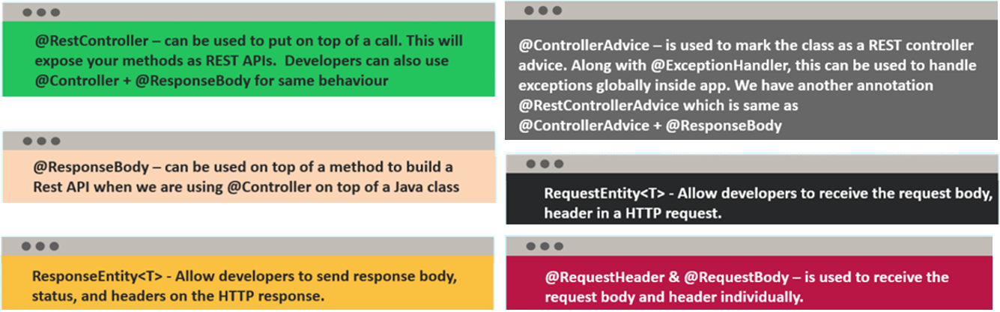 @RestController – can be used to put on top of a call. This will
expose your methods as REST APIs. Developers can also use
@Controller + @ResponseBody for same behaviour
@ResponseBody – can be used on top of a method to build a
Rest API when we are using @Controller on top of a Java class
ResponseEntity<T> - Allow developers to send response body,
status, and headers on the HTTP response.
@ControllerAdvice – is used to mark the class as a REST controller
advice. Along with @ExceptionHandler, this can be used to handle
exceptions globally inside app. We have another annotation
@RestControllerAdvice which is same as
@ControllerAdvice + @ResponseBody
RequestEntity<T> - Allow developers to receive the request body,
header in a HTTP request.
@RequestHeader & @RequestBody – is used to receive the
request body and header individually.